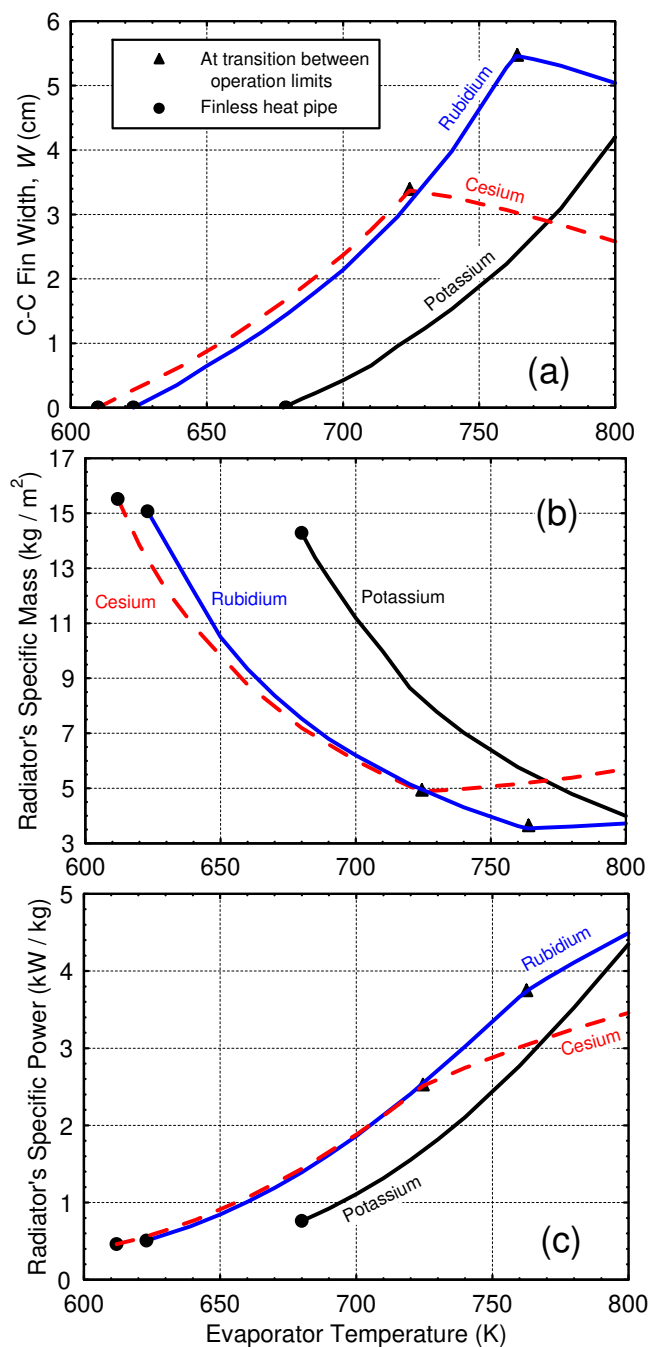 6
5
4
3
2
1
0
C-C Fin Width, W (cm)
At transition between
operation limits
Finless heat pipe
Rubidium
Cesium
Potassium
(a)
600 650 700 750 800
17
15
13
11
9
7
5
3
Radiator's Specific Mass (kg / m²)
(b)
Cesium
Rubidium
Potassium
600 650 700 750 800
5
4
3
2
1
0
Radiator's Specific Power (kW / kg)
Rubidium
Cesium
Potassium
(c)
600 650 700 750 800
Evaporator Temperature (K)